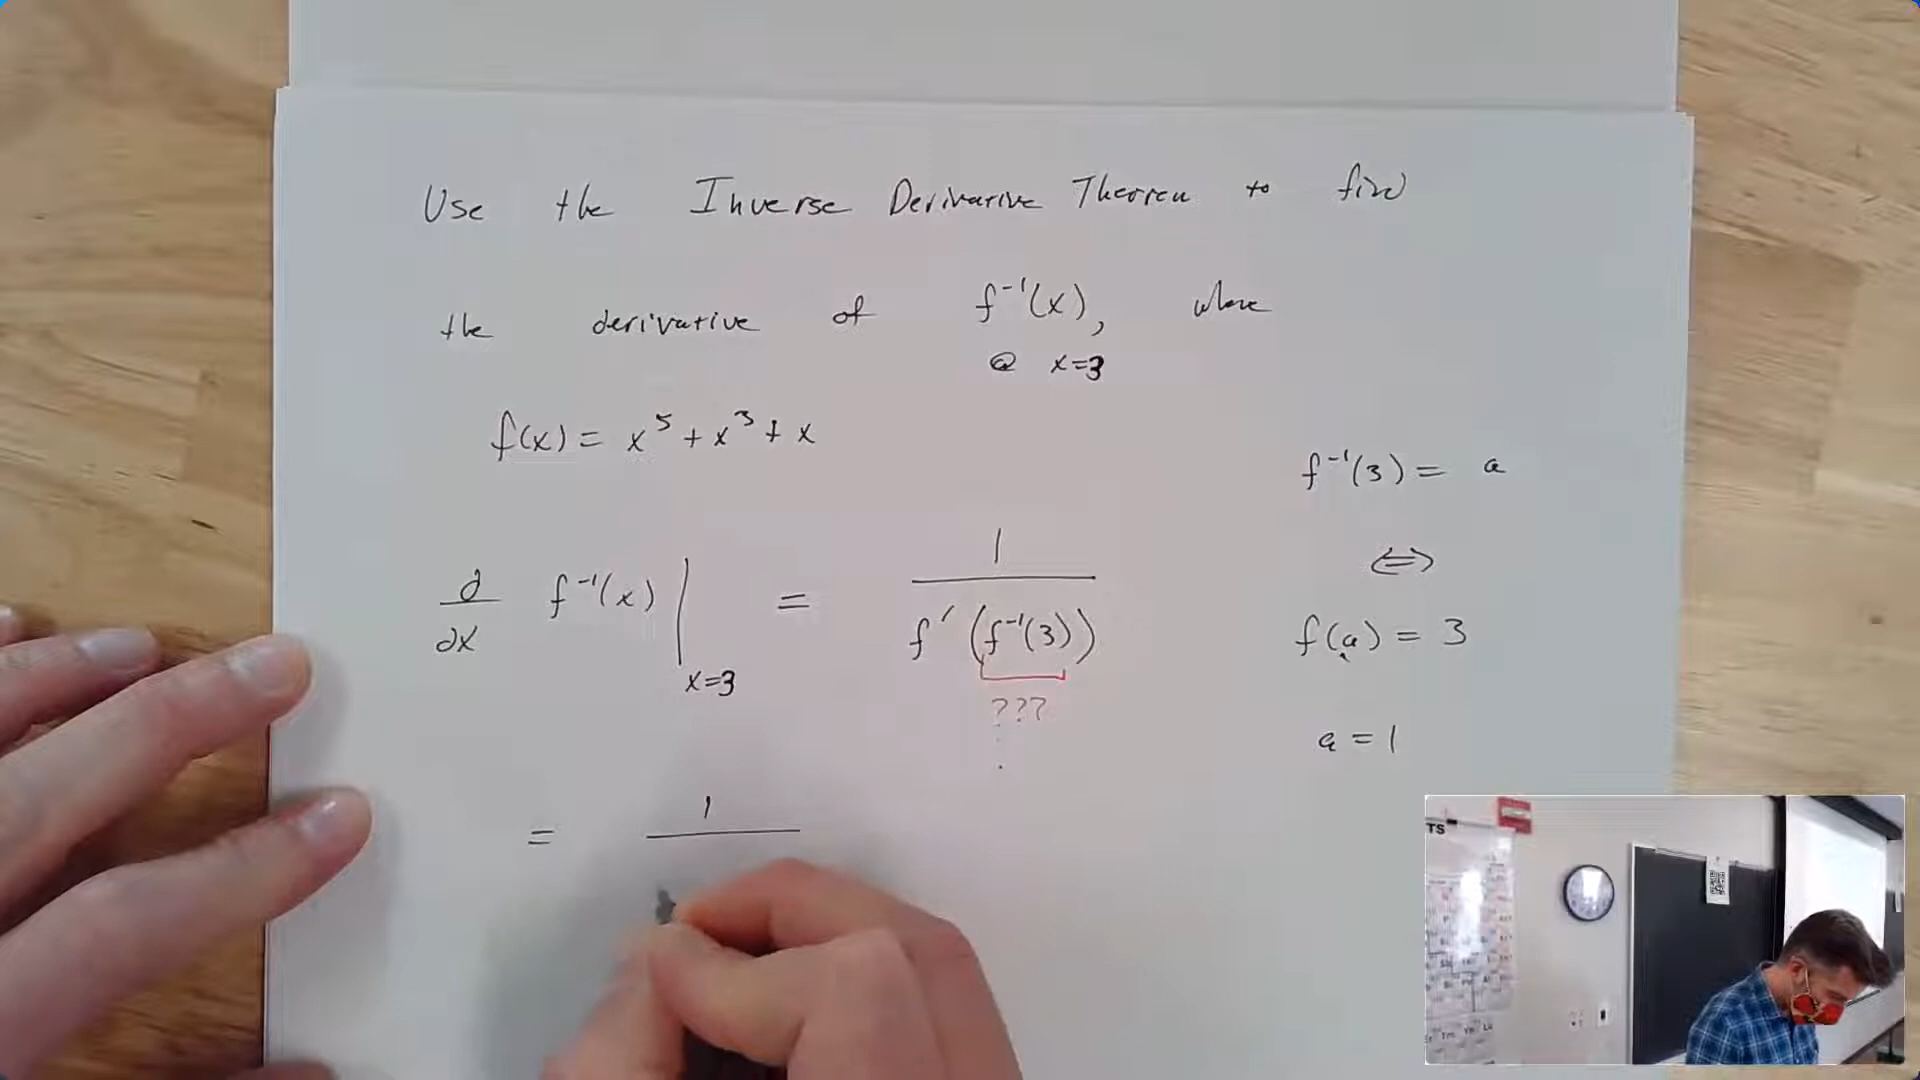 Use the Inverse Derivative Theorem to find
the derivative of f⁻¹(x), where
@ x=3
f(x) = x⁵ + x³ + x
f⁻¹(3) = a
⇔
f(a) = 3
a = 1
∂/∂x f⁻¹(x) |ₓ₌₃ = 1/f′(f⁻¹(3))
???
= 1
TS